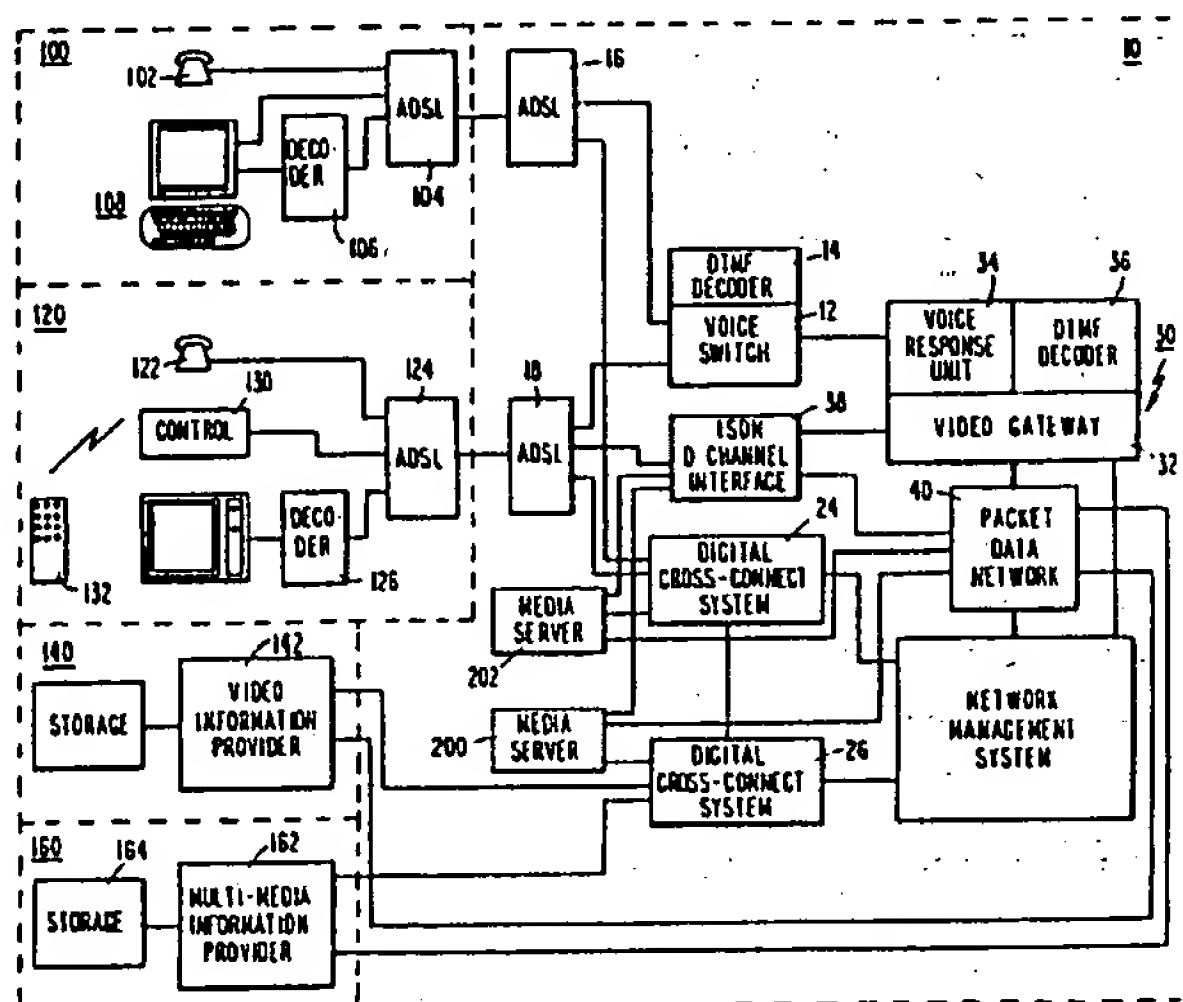 100
102
ADSL
104
DECO-
DER
106
108
16
ADSL
10
14
DTMF
DECODER
12
VOICE
SWITCH
34
VOICE
RESPONSE
UNIT
36
DTMF
DECODER
30
VIDEO GATEWAY
32
120
122
130
CONTROL
124
ADSL
18
ADSL
38
ISDN
D CHANNEL
INTERFACE
40
PACKET
DATA
NETWORK
132
DECO-
DER
126
24
DIGITAL
CROSS-CONNECT
SYSTEM
MEDIA
SERVER
202
140
STORAGE
142
VIDEO
INFORMATION
PROVIDER
MEDIA
SERVER
200
DIGITAL
CROSS-CONNECT
SYSTEM
26
NETWORK
MANAGEMENT
SYSTEM
160
164
STORAGE
162
MULTI-MEDIA
INFORMATION
PROVIDER